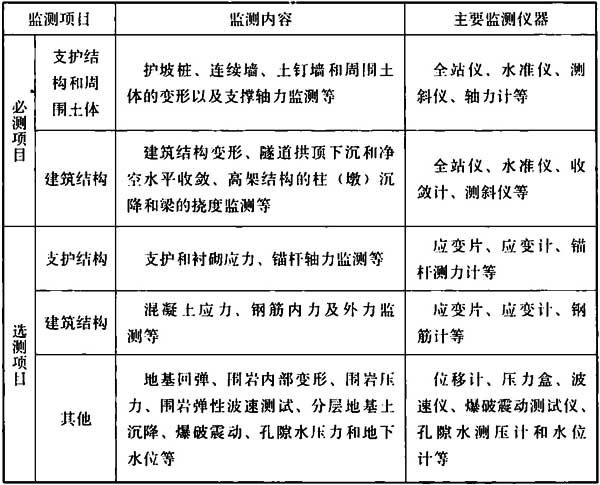 监测项目 监测内容 主要监测仪器
必测项目
支护结
构和周
围土体
护坡桩、连续墙、土钉墙和周围土
体的变形以及支撑轴力监测等
全站仪、水准仪、测
斜仪、轴力计等
建筑结构
建筑结构变形、隧道拱顶下沉和净
空水平收敛、高架结构的柱（墩）沉
降和梁的挠度监测等
全站仪、水准仪、收
敛计、测斜仪等
选测项目
支护结构
支护和衬砌应力、锚杆轴力监测等
应变片、应变计、锚
杆测力计等
建筑结构
混凝土应力、钢筋内力及外力监
测等
应变片、应变计、钢
筋计等
其他
地基回弹、围岩内部变形、围岩压
力、围岩弹性波速测试、分层地基土
沉降、爆破震动、孔隙水压力和地下
水位等
位移计、压力盒、波
速仪、爆破震动测试仪、
孔隙水测压计和水位
计等